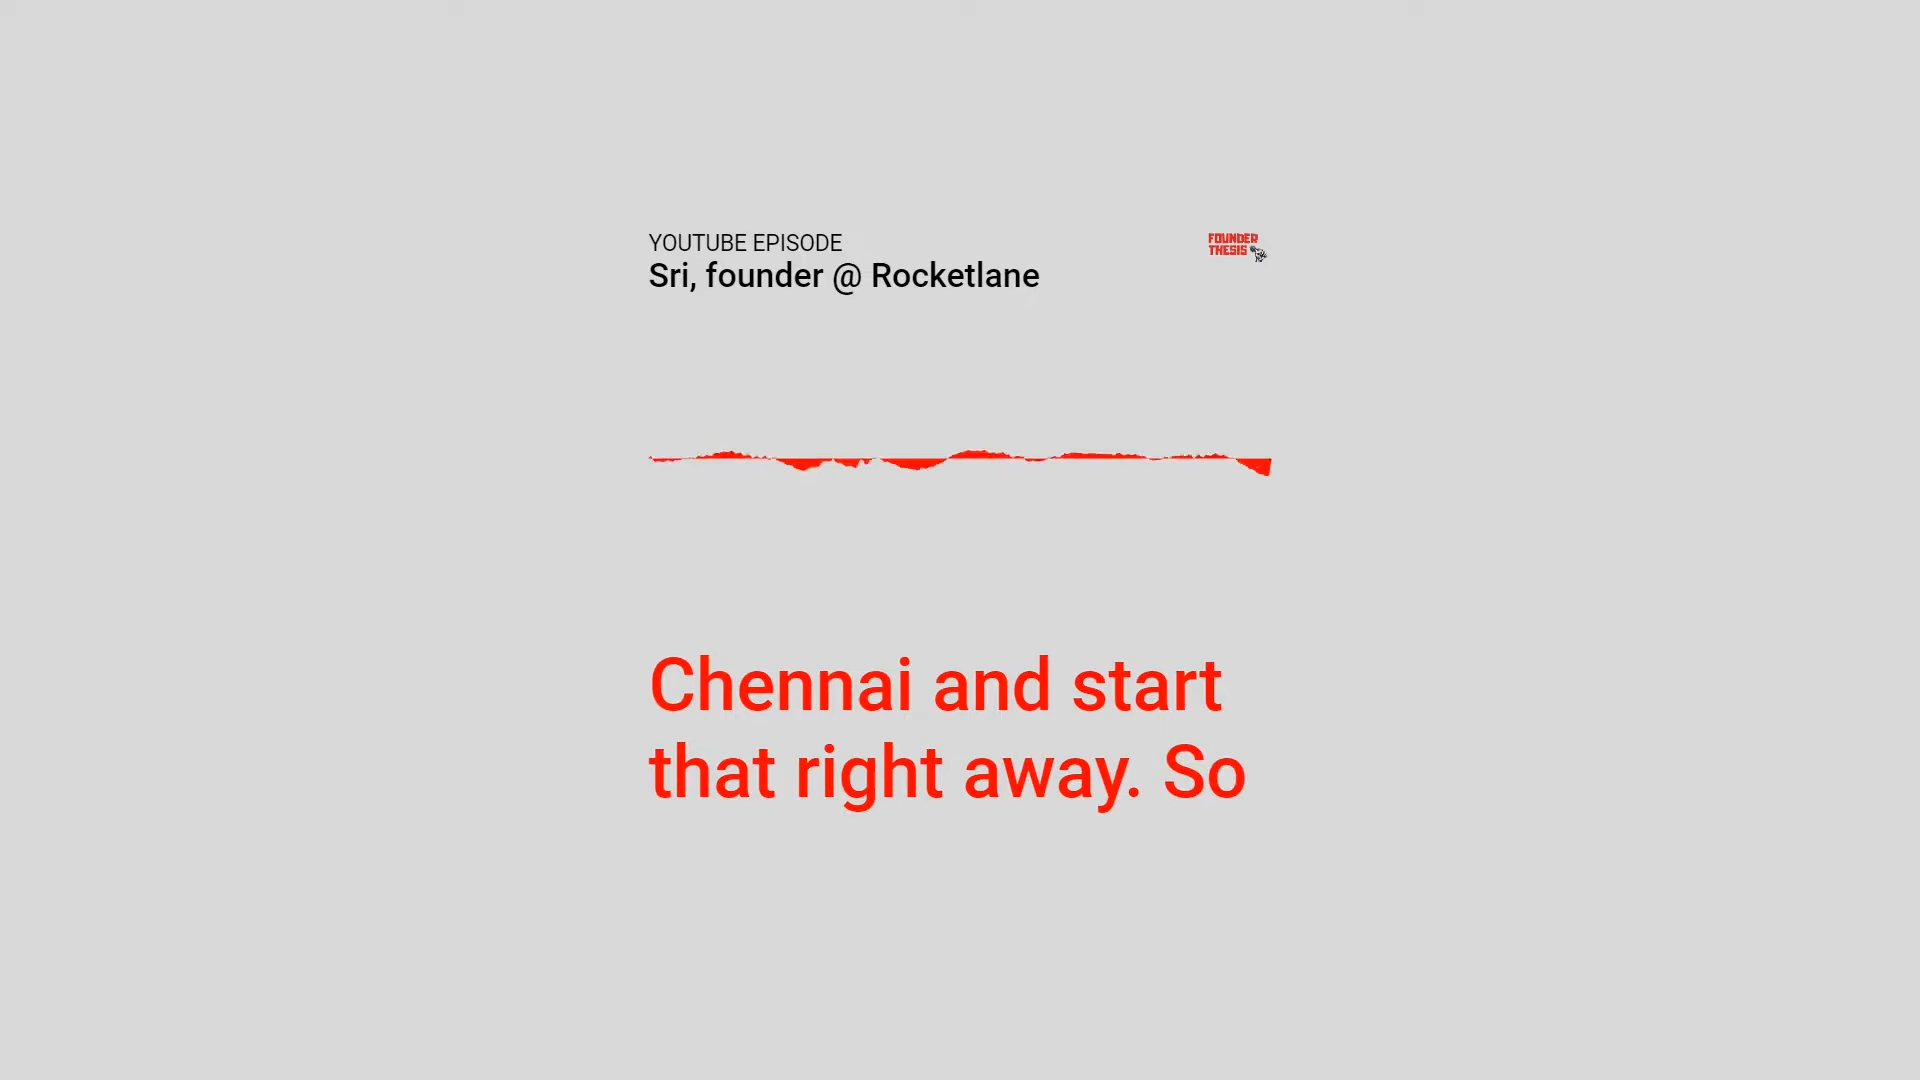 YOUTUBE EPISODE
Sri, founder @ Rocketlane
FOUNDER
THESIS
Chennai and start
that right away. So